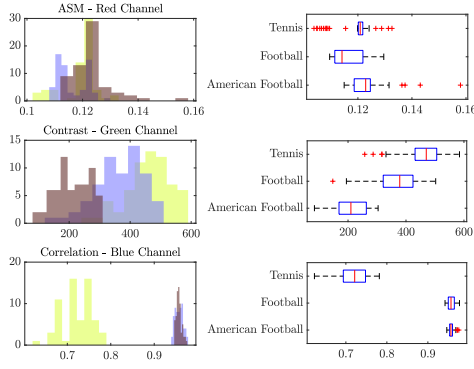 ASM - Red Channel
30
20
10
0
0.1 0.12 0.14 0.16
Tennis
Football
American Football
0.12 0.14 0.16
Contrast - Green Channel
15
10
5
0
200 400 600
Tennis
Football
American Football
200 400 600
Correlation - Blue Channel
20
10
0
0.7 0.8 0.9
Tennis
Football
American Football
0.7 0.8 0.9